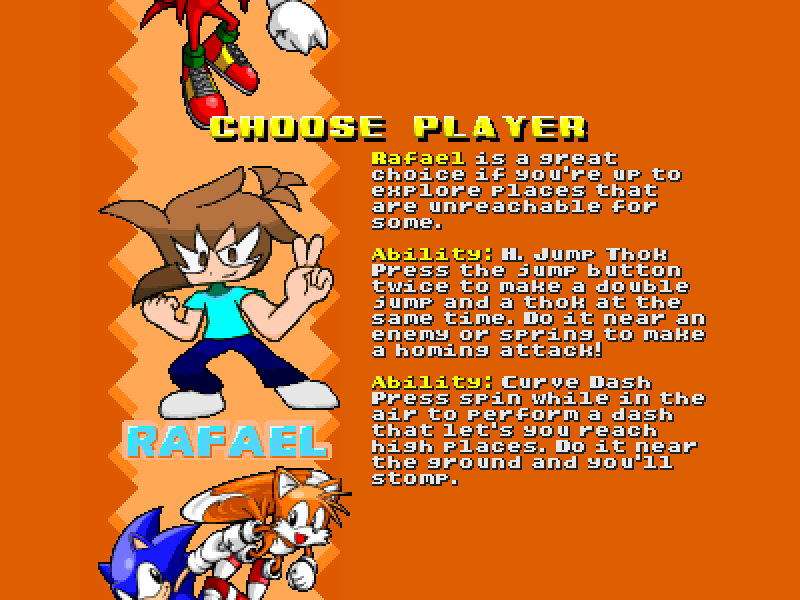 CHOOSE PLAYER
Rafael is a great
choice if you're up to
explore places that
are unreachable for
some.
Ability: H. Jump Thok
Press the jump button
twice to make a double
jump and a thok at the
same time. Do it near an
enemy or spring to make
a homing attack!
Ability: Curve Dash
Press spin while in the
air to perform a dash
that let's you reach
high places. Do it near
the ground and you'll
stomp.
RAFAEL